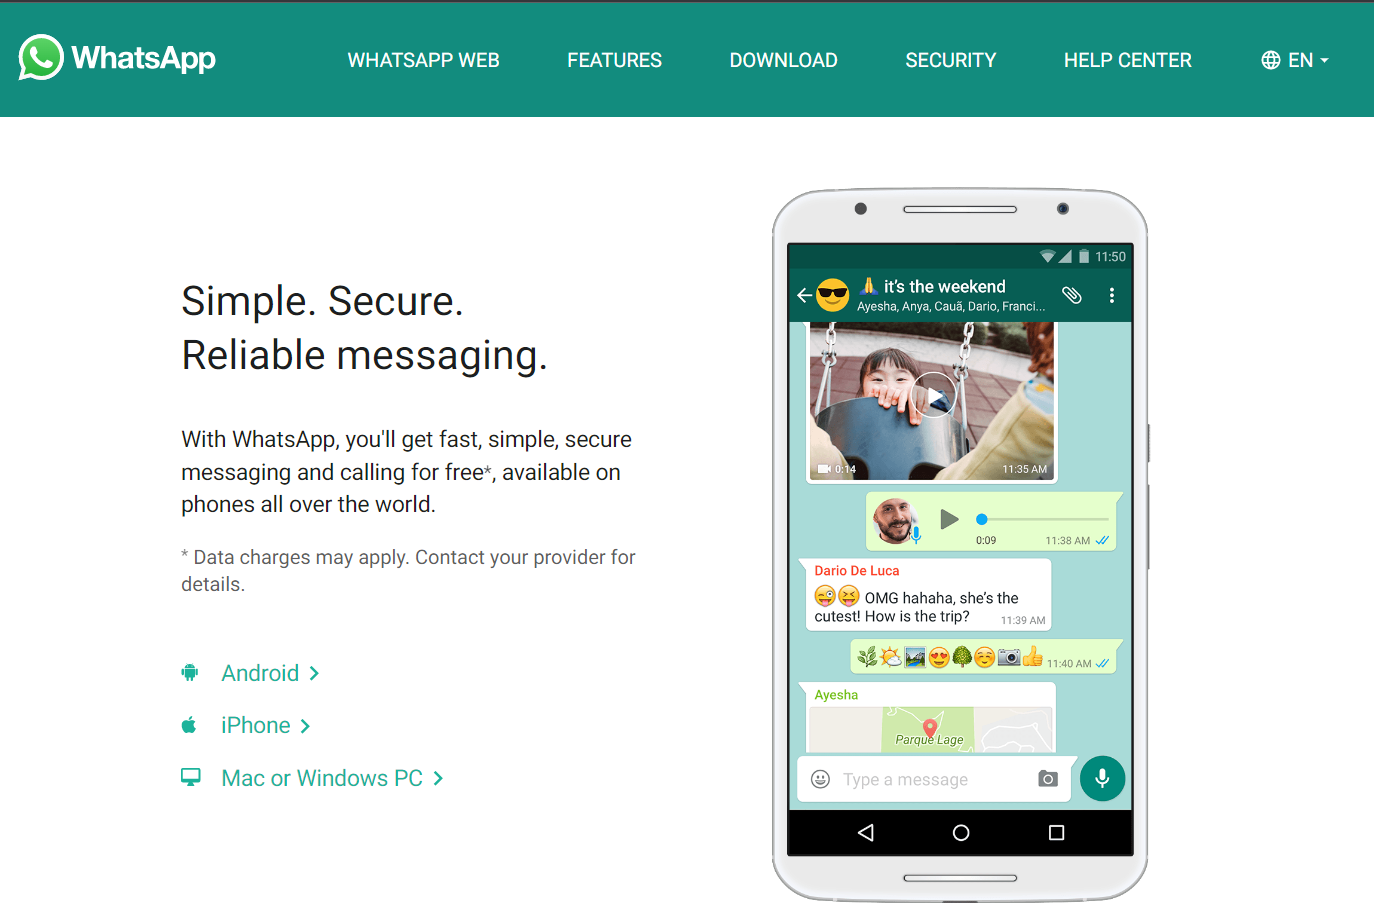 WhatsApp
WHATSAPP WEB
FEATURES
DOWNLOAD
SECURITY
HELP CENTER
EN
Simple. Secure.
Reliable messaging.
With WhatsApp, you'll get fast, simple, secure
messaging and calling for free*, available on
phones all over the world.
* Data charges may apply. Contact your provider for
details.
Android
iPhone
Mac or Windows PC
11:50
🙏 it's the weekend
Ayesha, Anya, Cauã, Dario, Franci...
0:14
11:35 AM
0:09
11:38 AM
Dario De Luca
😜😝 OMG hahaha, she's the
cutest! How is the trip?
11:39 AM
🌿🌤️🏞️😍🌳☺️📷👍 11:40 AM
Ayesha
Parque Lage
Type a message